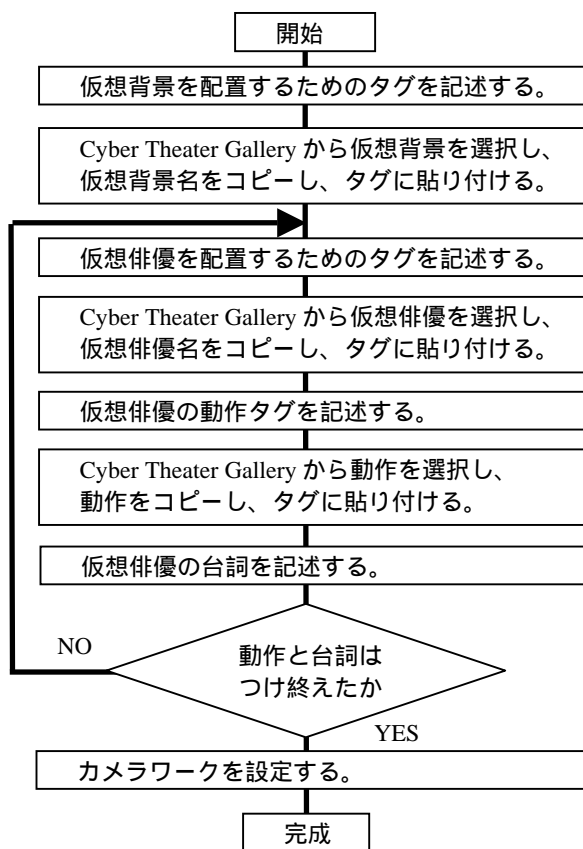 開始
仮想背景を配置するためのタグを記述する。
Cyber Theater Gallery から仮想背景を選択し、
仮想背景名をコピーし、タグに貼り付ける。
仮想俳優を配置するためのタグを記述する。
Cyber Theater Gallery から仮想俳優を選択し、
仮想俳優名をコピーし、タグに貼り付ける。
仮想俳優の動作タグを記述する。
Cyber Theater Gallery から動作を選択し、
動作をコピーし、タグに貼り付ける。
仮想俳優の台詞を記述する。
NO
動作と台詞は
つけ終えたか
YES
カメラワークを設定する。
完成